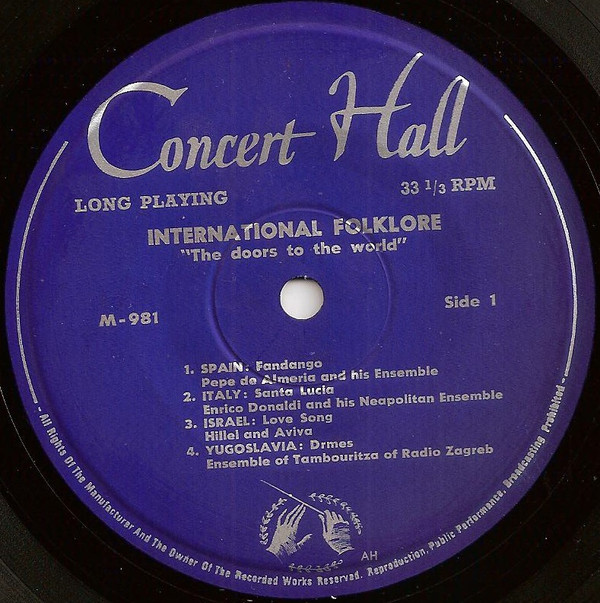 Concert Hall
LONG PLAYING
33 1/3 RPM
INTERNATIONAL FOLKLORE
"The doors to the world"
M-981
Side 1
1. SPAIN: Fandango
Pepe de Almeria and his Ensemble
2. ITALY: Santa Lucia
Enrico Donaldi and his Neapolitan Ensemble
3. ISRAEL: Love Song
Hillel and Aviva
4. YUGOSLAVIA: Drmes
Ensemble of Tambouritza of Radio Zagreb
AH
- All Rights Of The Manufacturer And The Owner Of The Recorded Works Reserved. Reproduction, Public Performance, Broadcasting Prohibited -